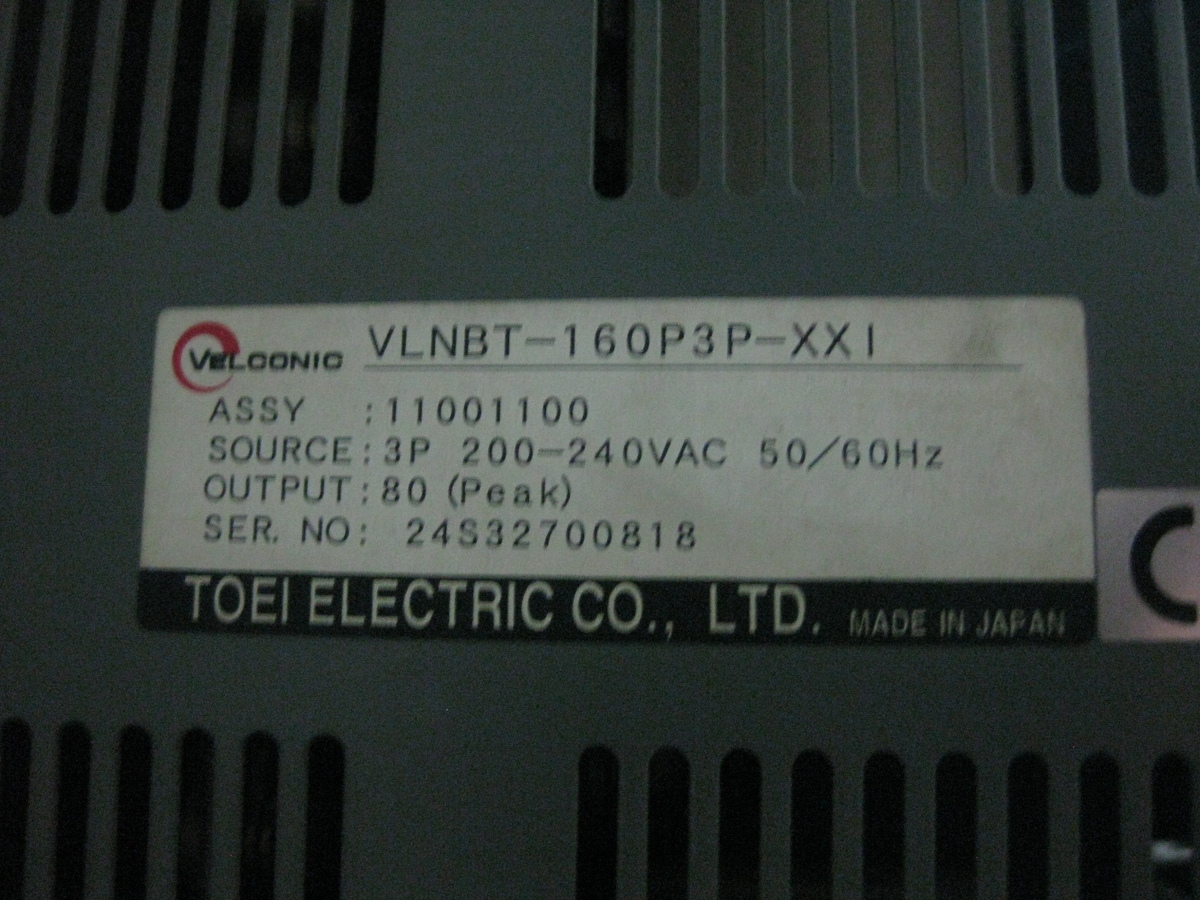 VELCONIC VLNBT-160P3P-XX1
ASSY :11001100
SOURCE:3P 200-240VAC 50/60Hz
OUTPUT:80 (Peak)
SER. NO: 24S32700818
TOEI ELECTRIC CO., LTD. MADE IN JAPAN
C